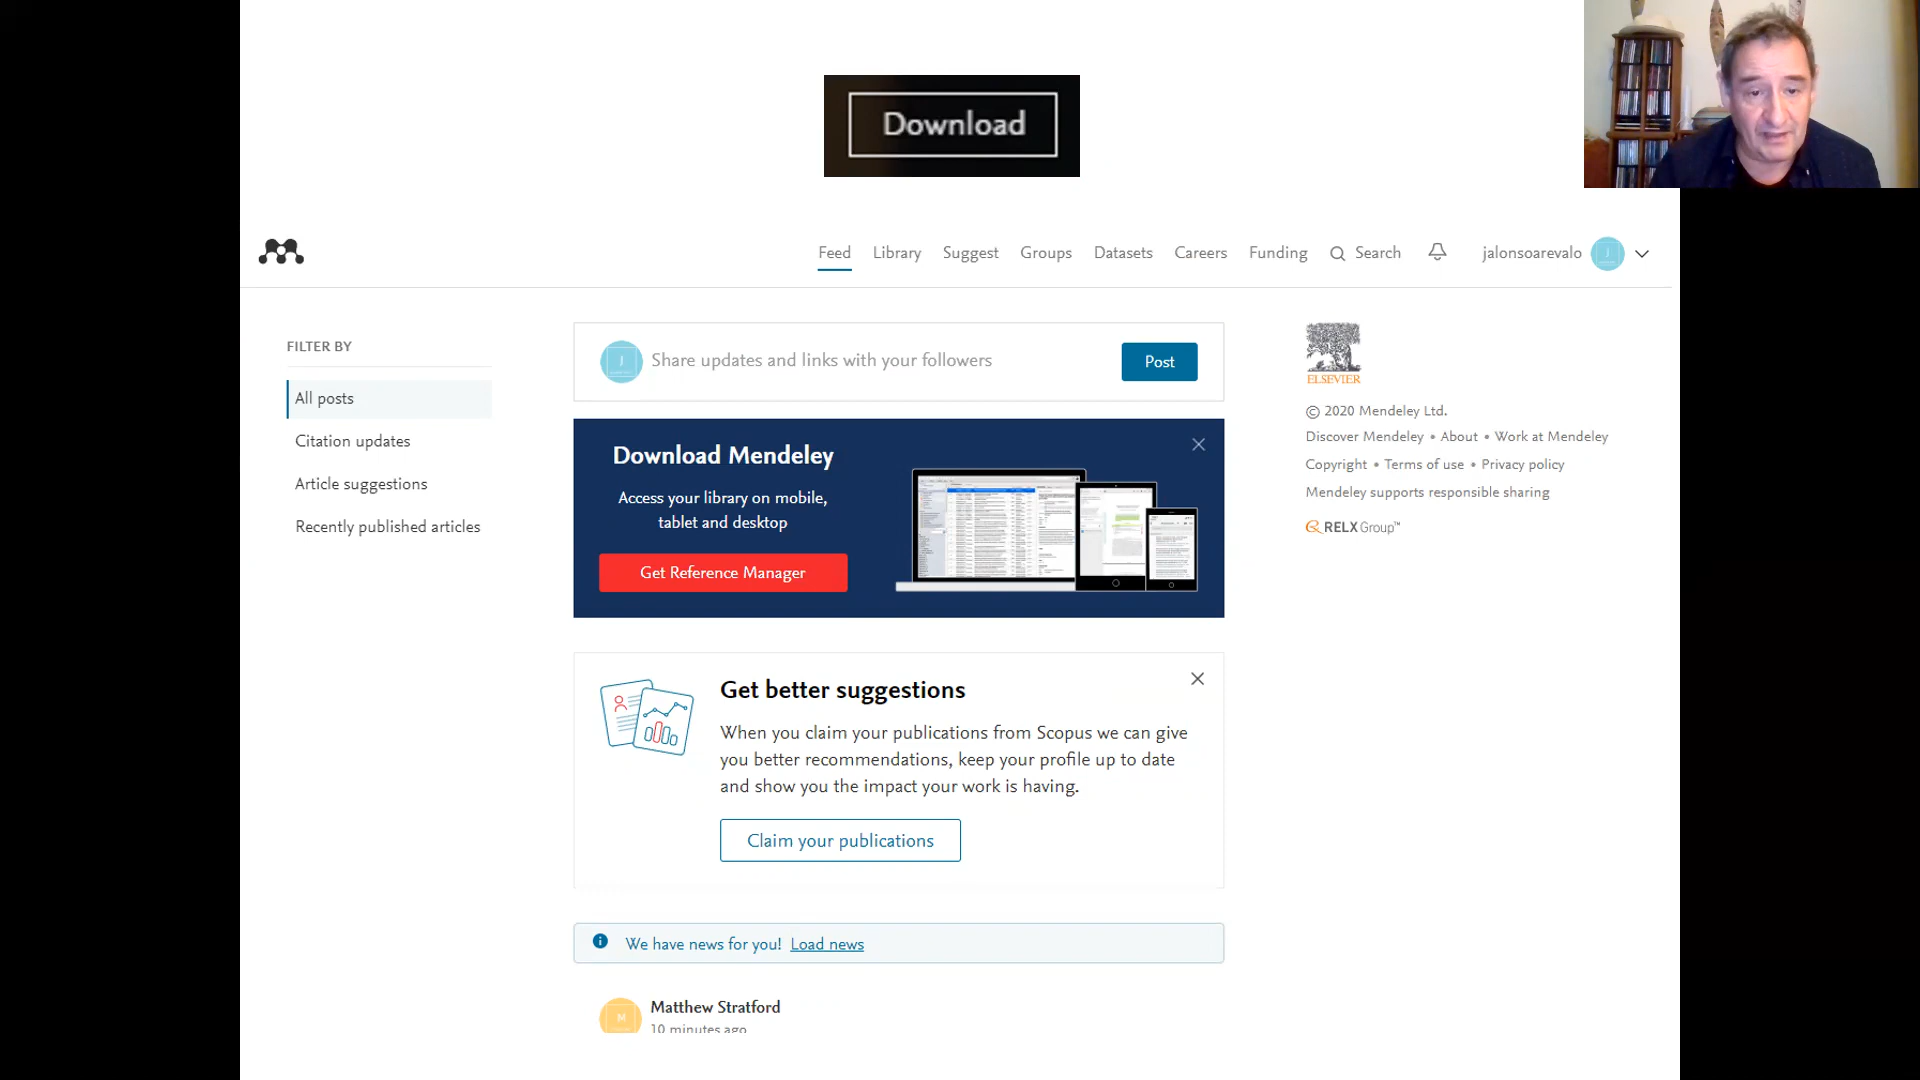 Download
Feed Library Suggest Groups Datasets Careers Funding Search jalonsoarevalo
FILTER BY
All posts
Citation updates
Article suggestions
Recently published articles
Share updates and links with your followers
Post
Download Mendeley
Access your library on mobile,
tablet and desktop
Get Reference Manager
Get better suggestions
When you claim your publications from Scopus we can give
you better recommendations, keep your profile up to date
and show you the impact your work is having.
Claim your publications
We have news for you! Load news
M
Matthew Stratford
10 minutes ago
ELSEVIER
© 2020 Mendeley Ltd.
Discover Mendeley • About • Work at Mendeley
Copyright • Terms of use • Privacy policy
Mendeley supports responsible sharing
RELX Group™